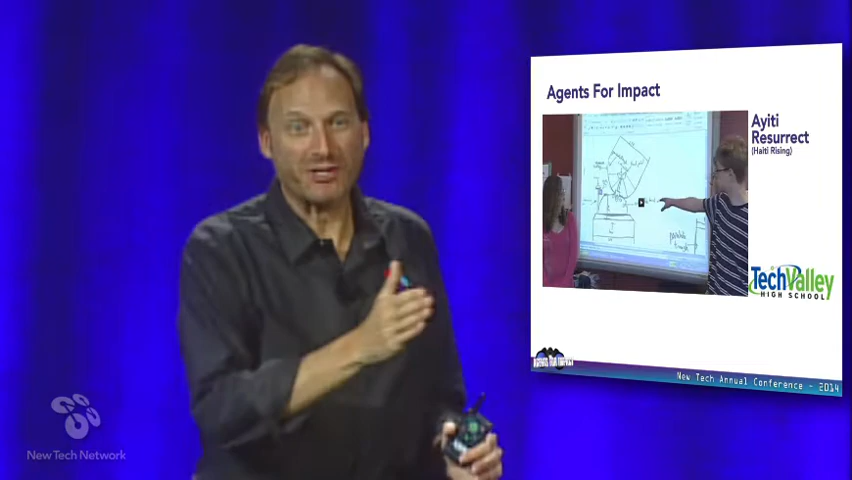 Agents For Impact
Ayiti
Resurrect
(Haiti Rising)
TechValley
HIGH SCHOOL
New Tech Annual Conference - 2014
New Tech Network